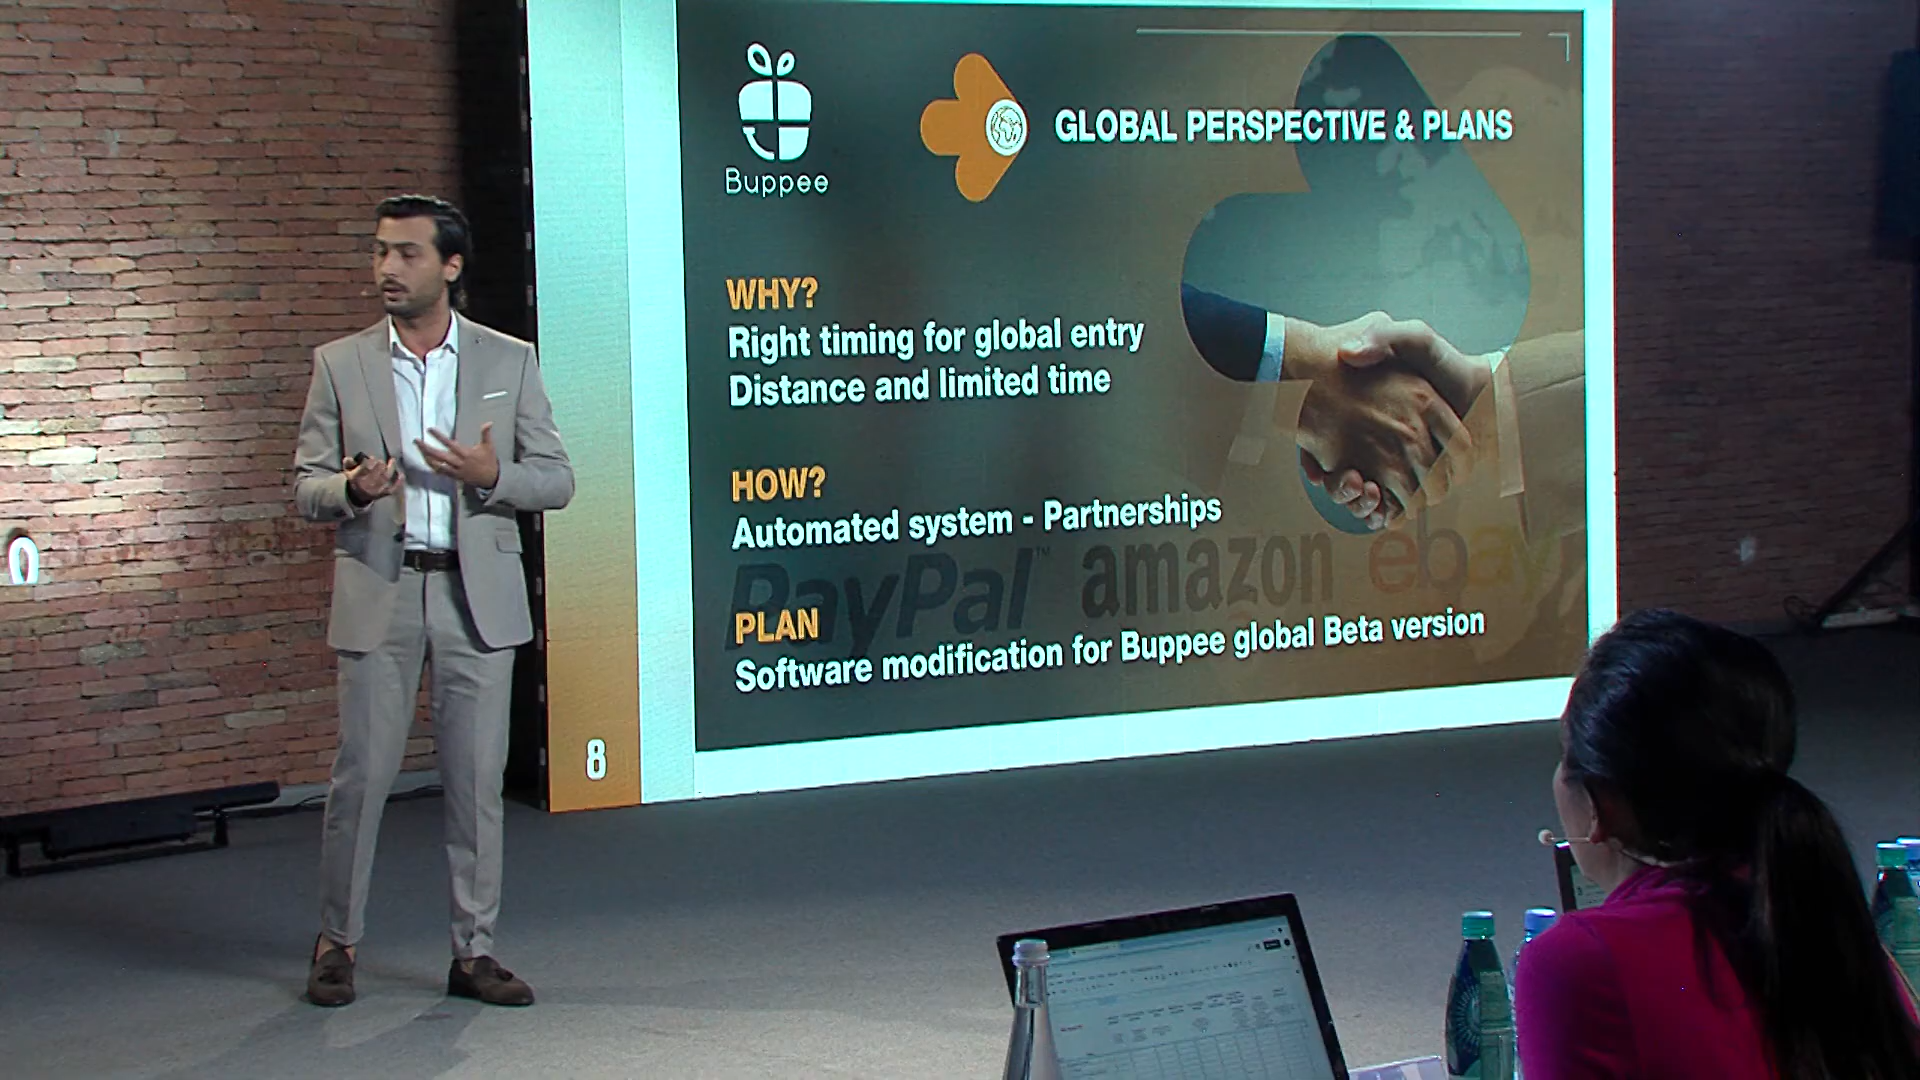 Buppee
GLOBAL PERSPECTIVE & PLANS
WHY?
Right timing for global entry
Distance and limited time
HOW?
Automated system - Partnerships
PayPal™ amazon ebay
PLAN
Software modification for Buppee global Beta version
8